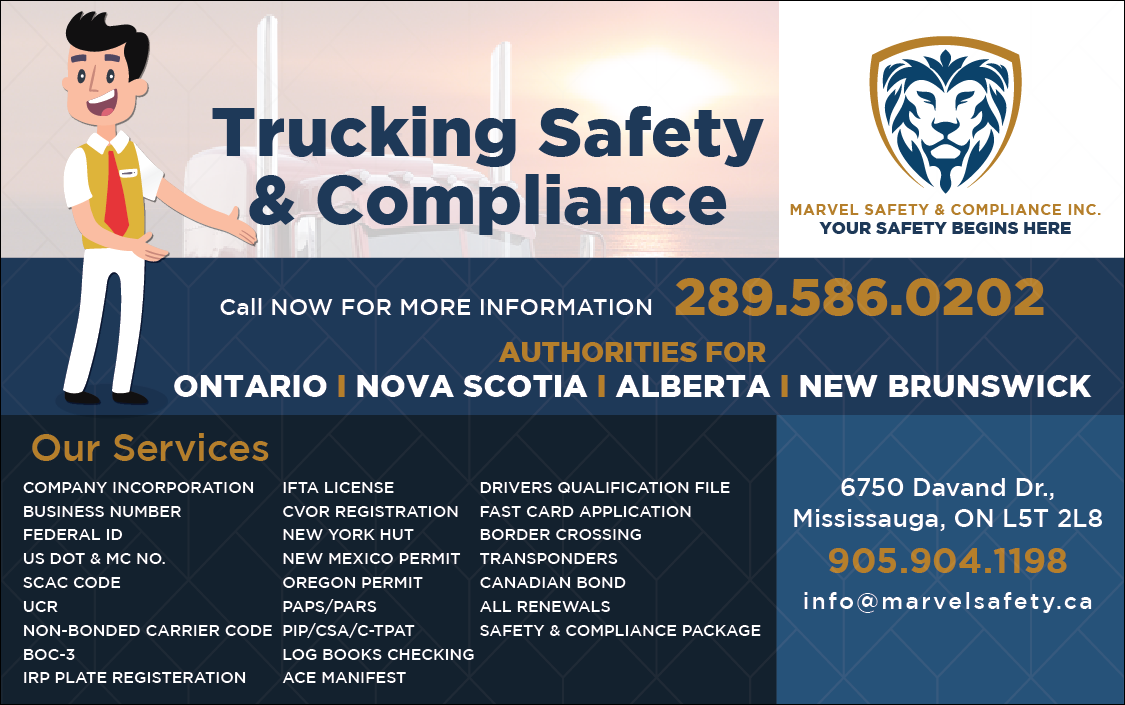 Trucking Safety
& Compliance
MARVEL SAFETY & COMPLIANCE INC.
YOUR SAFETY BEGINS HERE
Call NOW FOR MORE INFORMATION 289.586.0202
AUTHORITIES FOR
ONTARIO | NOVA SCOTIA | ALBERTA | NEW BRUNSWICK
Our Services
COMPANY INCORPORATION
BUSINESS NUMBER
FEDERAL ID
US DOT & MC NO.
SCAC CODE
UCR
NON-BONDED CARRIER CODE
BOC-3
IRP PLATE REGISTERATION
IFTA LICENSE
CVOR REGISTRATION
NEW YORK HUT
NEW MEXICO PERMIT
OREGON PERMIT
PAPS/PARS
PIP/CSA/C-TPAT
LOG BOOKS CHECKING
ACE MANIFEST
DRIVERS QUALIFICATION FILE
FAST CARD APPLICATION
BORDER CROSSING
TRANSPONDERS
CANADIAN BOND
ALL RENEWALS
SAFETY & COMPLIANCE PACKAGE
6750 Davand Dr.,
Mississauga, ON L5T 2L8
905.904.1198
info@marvelsafety.ca